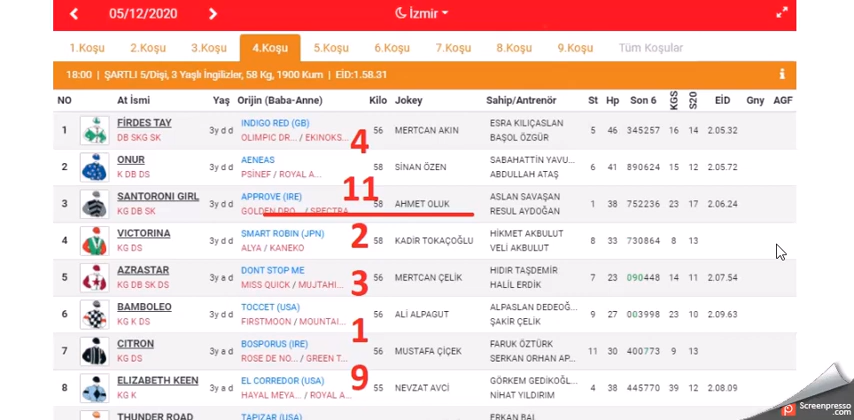 05/12/2020 İzmir
1.Koşu 2.Koşu 3.Koşu 4.Koşu 5.Koşu 6.Koşu 7.Koşu 8.Koşu 9.Koşu Tüm Koşular
18:00 | ŞARTLI 5/Dişi, 3 Yaşlı İngilizler, 58 Kg, 1900 Kum | EİD:1.58.31
NO At İsmi Yaş Orijin (Baba-Anne) Kilo Jokey Sahip/Antrenör St Hp Son 6 KGS S20 EİD Gny AGF
1 FİRDES TAY 3y d d INDIGO RED (GB) 56 MERTCAN AKIN ESRA KILIÇASLAN 5 46 345257 16 14 2.05.32
DB SKG SK OLIMPIC DR... / EKINOKS... BAŞOL ÖZGÜR
4
2 ONUR 3y d d AENEAS 58 SİNAN ÖZEN SABAHATTİN YAVU... 6 41 890624 15 12 2.05.72
K DB DS PSINEF / ROYAL A... ABDULLAH ATAŞ
11
3 SANTORONI GIRL 3y d d APPROVE (IRE) 58 AHMET OLUK ASLAN SAVAŞAN 1 38 752236 23 17 2.06.24
KG DB SK GOLDEN DRO... / SPECTRA... RESUL AYDOĞAN
4 VICTORINA 3y d d SMART ROBIN (JPN) 58 KADİR TOKAÇOĞLU HİKMET AKBULUT 8 33 730864 8 13
KG DS ALYA / KANEKO VELİ AKBULUT
2
5 AZRASTAR 3y a d DONT STOP ME 56 MERTCAN ÇELİK HIDIR TAŞDEMİR 7 23 090448 14 11 2.07.54
KG DB SK DS MISS QUICK / MUJTAHI... HALİL ERDİK
3
6 BAMBOLEO 3y d d TOCCET (USA) 56 ALİ ALPAGUT ALPASLAN DEDEOĞ... 9 27 003998 23 10 2.09.63
KG K DS FIRSTMOON / MOUNTAI... ŞAKİR ÇELİK
1
7 CITRON 3y a d BOSPORUS (IRE) 56 MUSTAFA ÇİÇEK FARUK ÖZTÜRK 11 30 400773 9 13
KG DS ROSE DE NO... / GREEN T... SERKAN ORHAN AP...
9
8 ELIZABETH KEEN 3y a d EL CORREDOR (USA) 55 NEVZAT AVCİ GÖRKEM GEDİKOĞL... 4 38 445770 39 12 2.08.09
KG K HAYAL MEYA... / ROYAL A... NİHAT YILDIRIM
THUNDER ROAD TAPIZAR (USA) ERKAN BAL
Screenpresso
.com